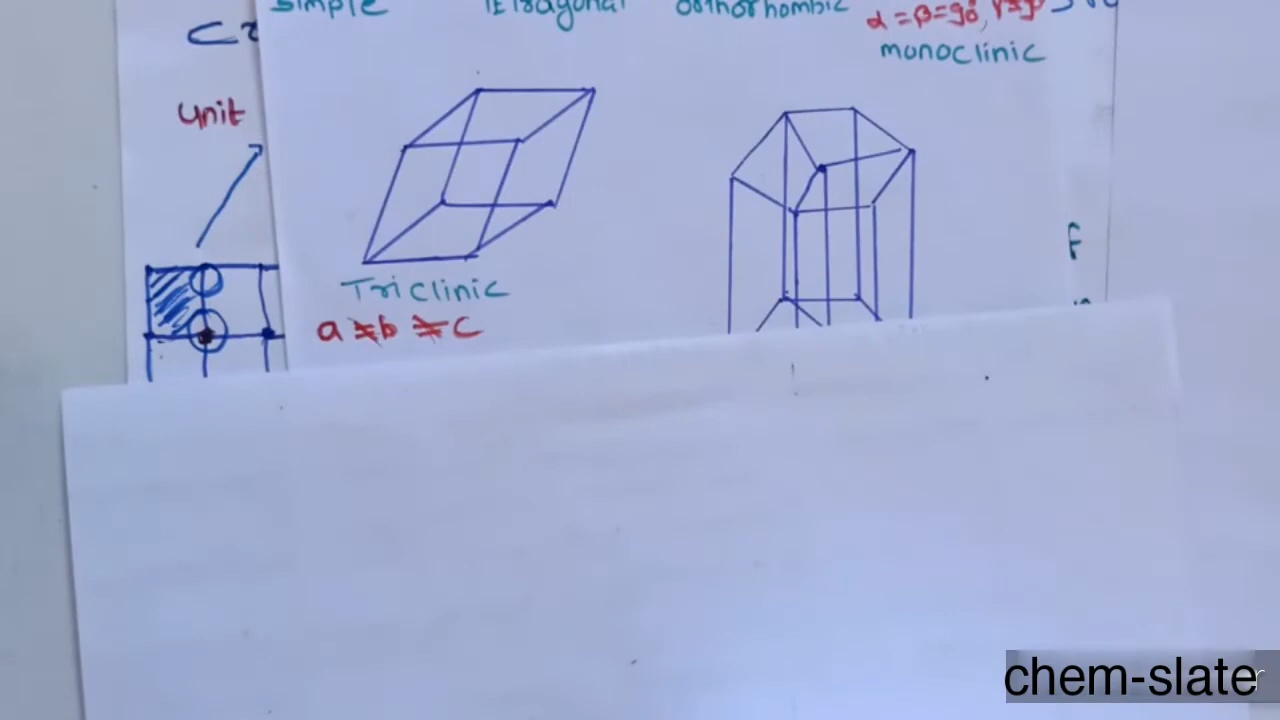 simple Tetragonal Orthorhombic
α = β = 90°,
monoclinic
unit
Triclinic
a ≠ b ≠ c
chem-slate